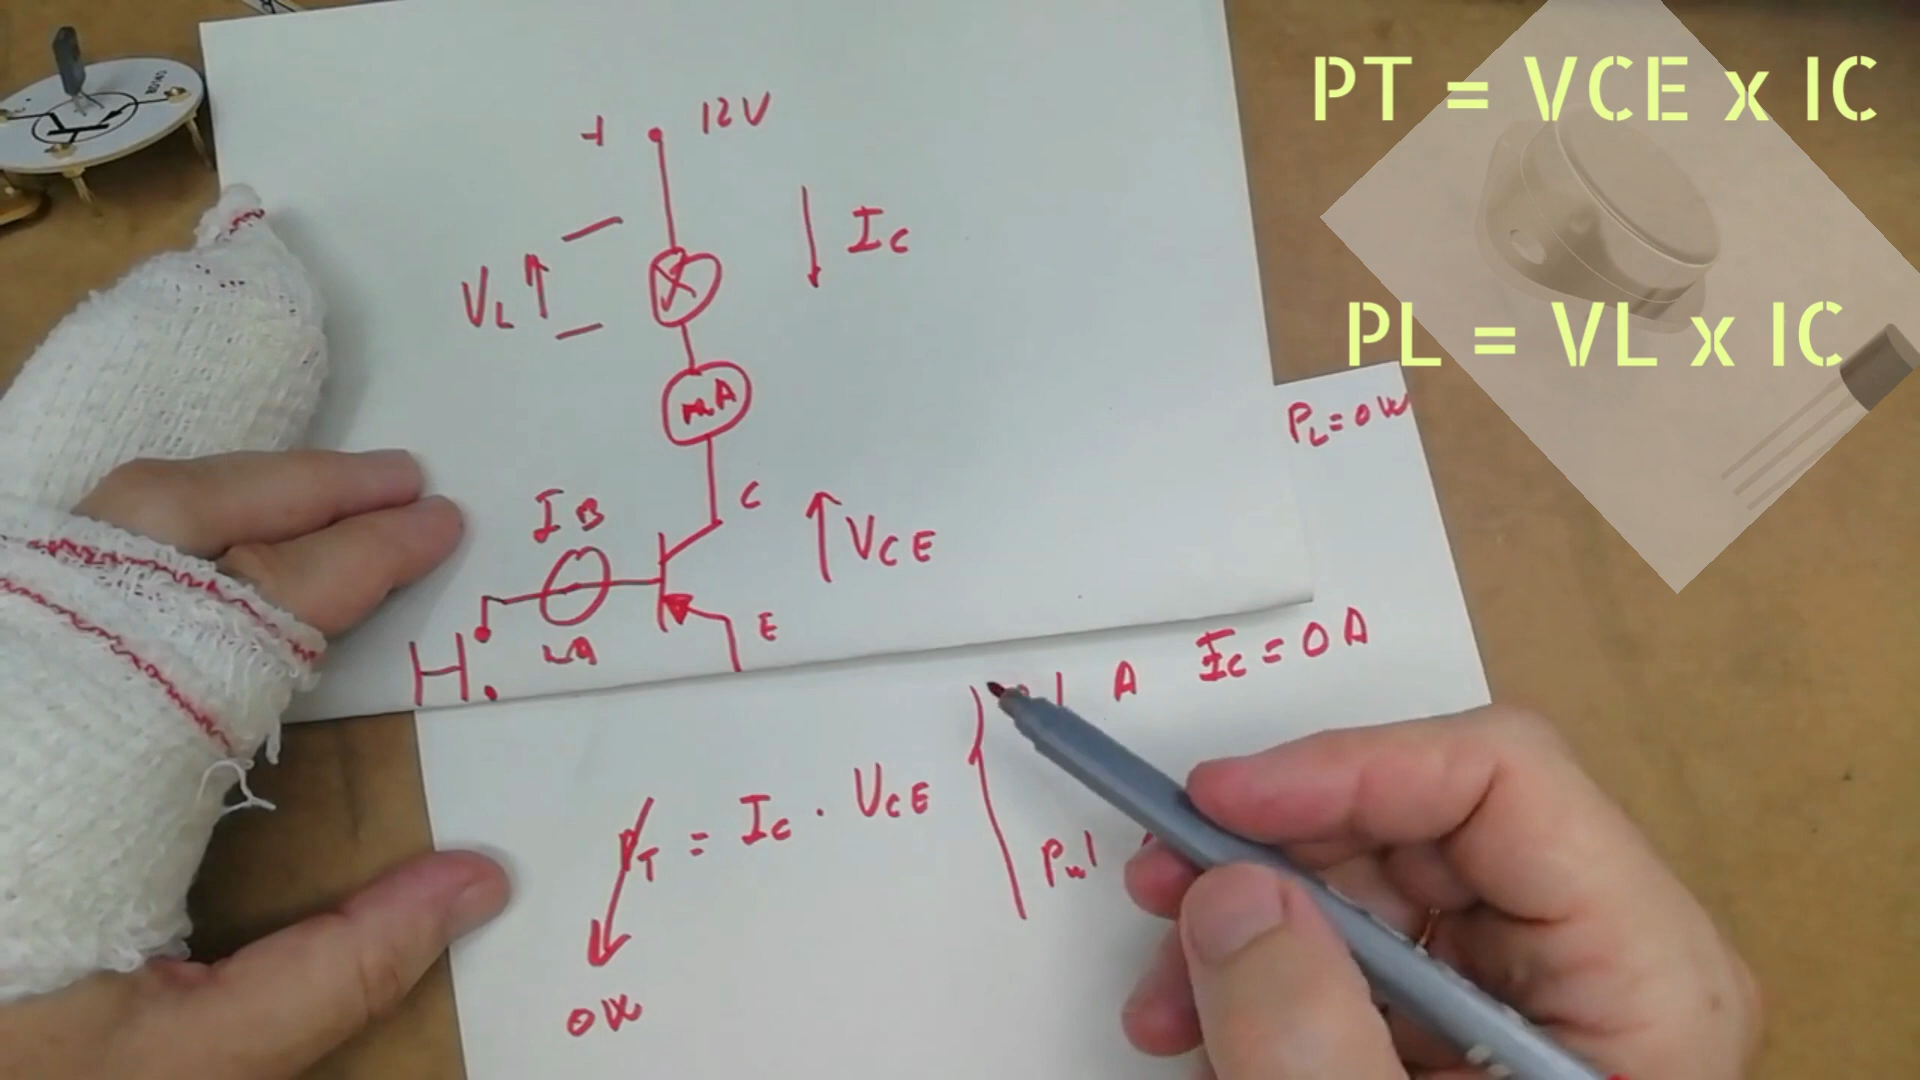 PT = VCE x IC
PL = VL x IC
+ 12V
IC
VL
mA
PL = 0W
C
IB
VCE
E
IC = 0 A
A
PT = IC · VCE
0W